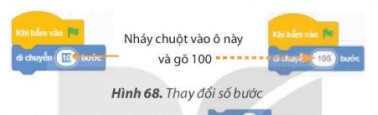 Khi bấm vào
di chuyển 10 bước
Nháy chuột vào ô này
và gõ 100
Khi bấm vào
di chuyển 100 bước
Hình 68. Thay đổi số bước